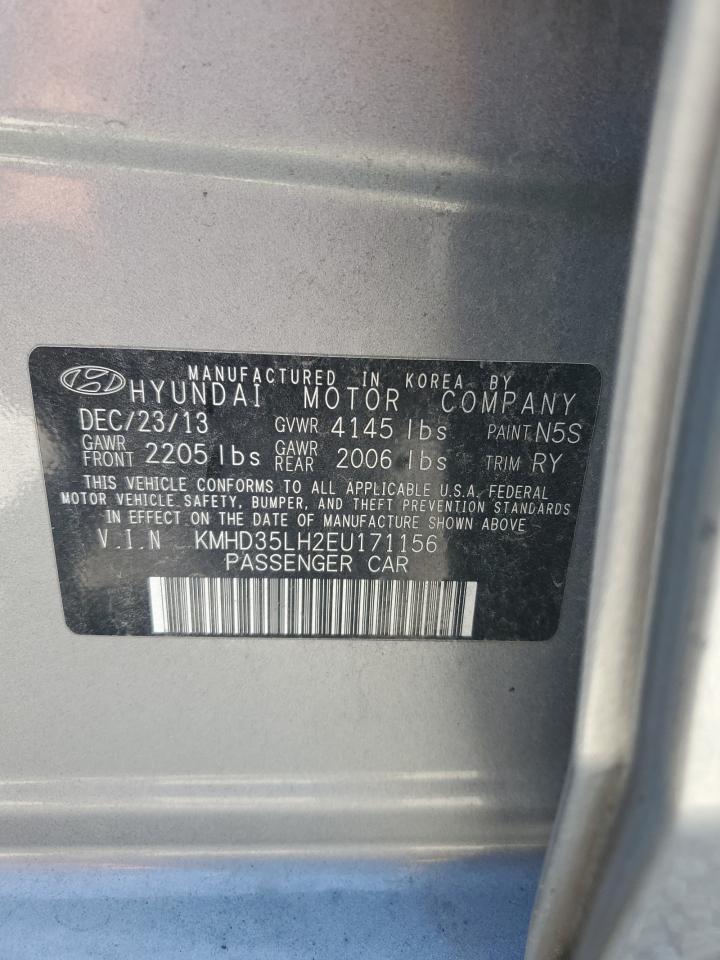 MANUFACTURED IN KOREA BY
HYUNDAI MOTOR COMPANY
DEC/23/13 GVWR 4145 lbs PAINT N5S
GAWR FRONT 2205 lbs GAWR REAR 2006 lbs TRIM RY
THIS VEHICLE CONFORMS TO ALL APPLICABLE U.S.A. FEDERAL
MOTOR VEHICLE SAFETY, BUMPER, AND THEFT PREVENTION STANDARDS
IN EFFECT ON THE DATE OF MANUFACTURE SHOWN ABOVE
V.I.N KMHD35LH2EU171156
PASSENGER CAR